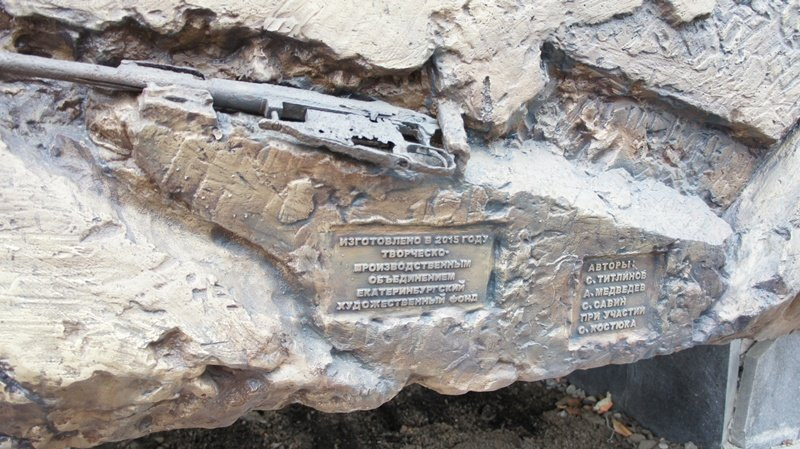 ИЗГОТОВЛЕНО В 2015 ГОДУ
ТВОРЧЕСКО-
ПРОИЗВОДСТВЕННЫМ
ОБЪЕДИНЕНИЕМ
ЕКАТЕРИНБУРГСКИЙ
ХУДОЖЕСТВЕННЫЙ ФОНД
АВТОРЫ:
С. ТИТЛИНОВ
А. МЕДВЕДЕВ
С. САВИН
ПРИ УЧАСТИИ
О. КОСТЮКА